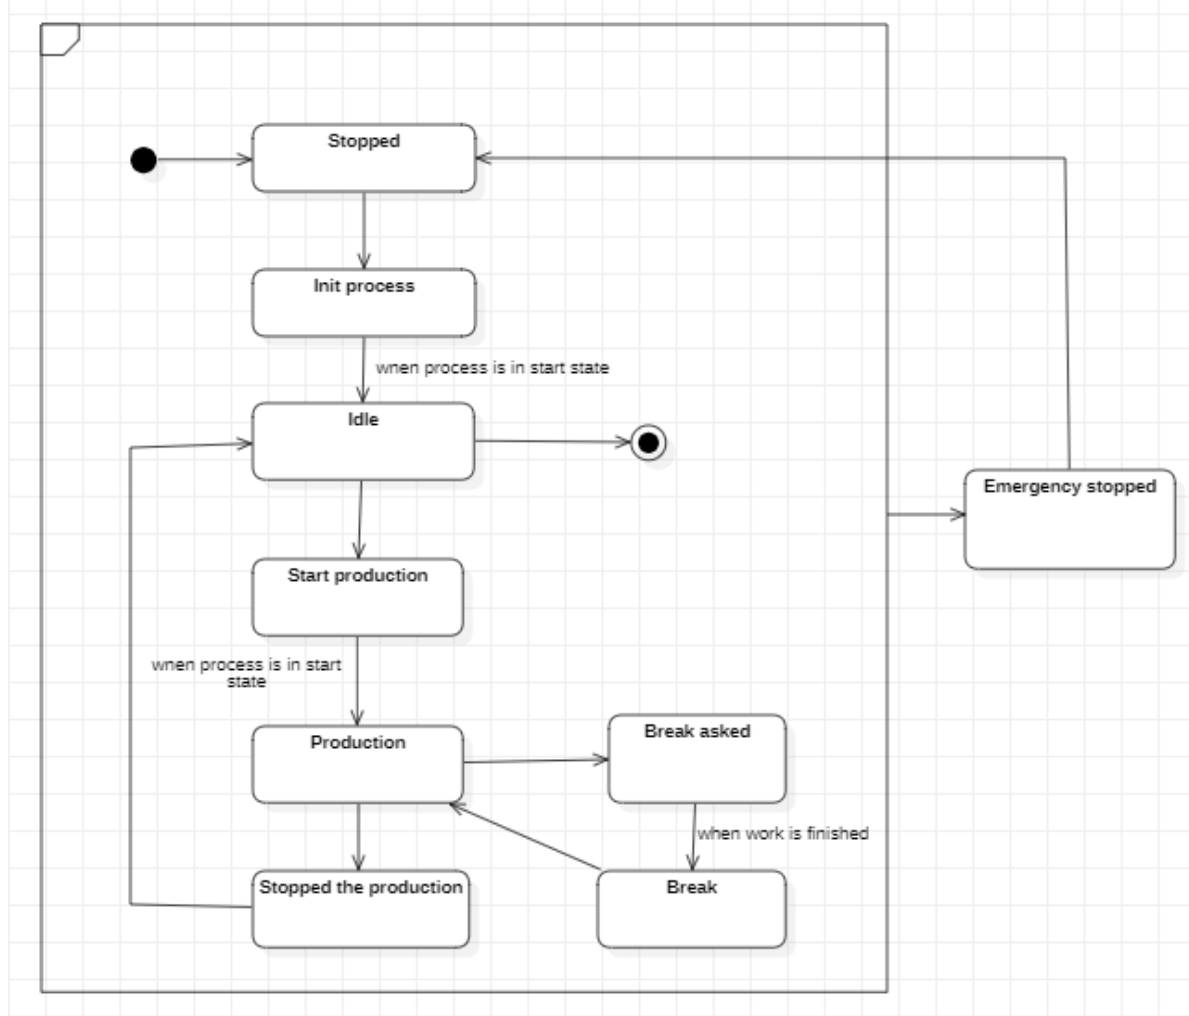 Stopped
Init process
wnen process is in start state
Idle
Emergency stopped
Start production
wnen process is in start
state
Production
Break asked
when work is finished
Stopped the production
Break